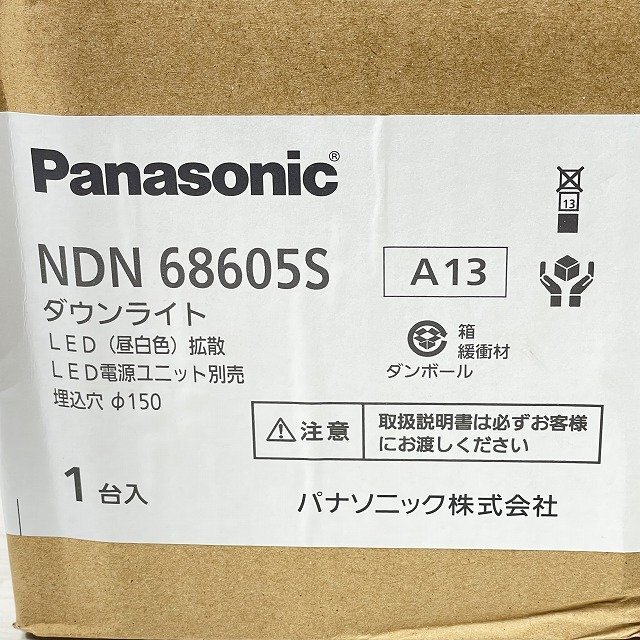 Panasonic®
NDN 68605S
A13
13
ダウンライト
LED（昼白色）拡散
LED電源ユニット別売
埋込穴 φ150
箱
緩衝材
ダンボール
注意
取扱説明書は必ずお客様
にお渡しください
1台入
パナソニック株式会社